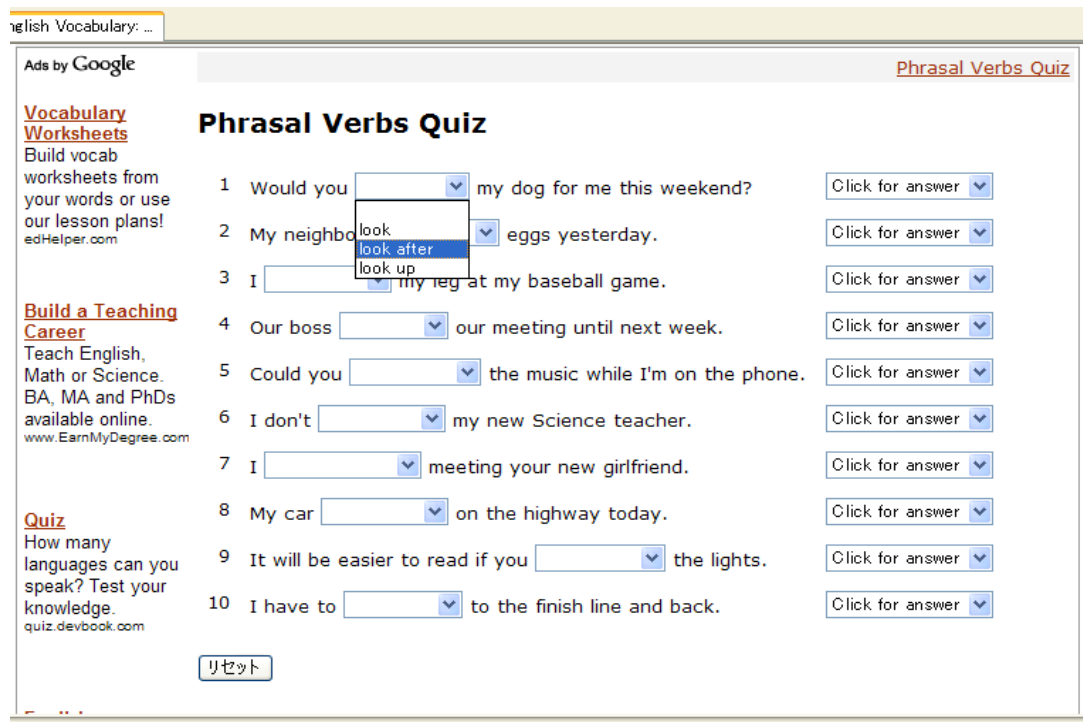 nglish Vocabulary: ...
Ads by Google
Phrasal Verbs Quiz
Vocabulary
Worksheets
Build vocab
worksheets from
your words or use
our lesson plans!
edHelper.com
Build a Teaching
Career
Teach English,
Math or Science.
BA, MA and PhDs
available online.
www.EarnMyDegree.com
Quiz
How many
languages can you
speak? Test your
knowledge.
quiz.devbook.com
Phrasal Verbs Quiz
1 Would you my dog for me this weekend? Click for answer
look
look after
look up
2 My neighbo eggs yesterday. Click for answer
3 I my leg at my baseball game. Click for answer
4 Our boss our meeting until next week. Click for answer
5 Could you the music while I'm on the phone. Click for answer
6 I don't my new Science teacher. Click for answer
7 I meeting your new girlfriend. Click for answer
8 My car on the highway today. Click for answer
9 It will be easier to read if you the lights. Click for answer
10 I have to to the finish line and back. Click for answer
リセット